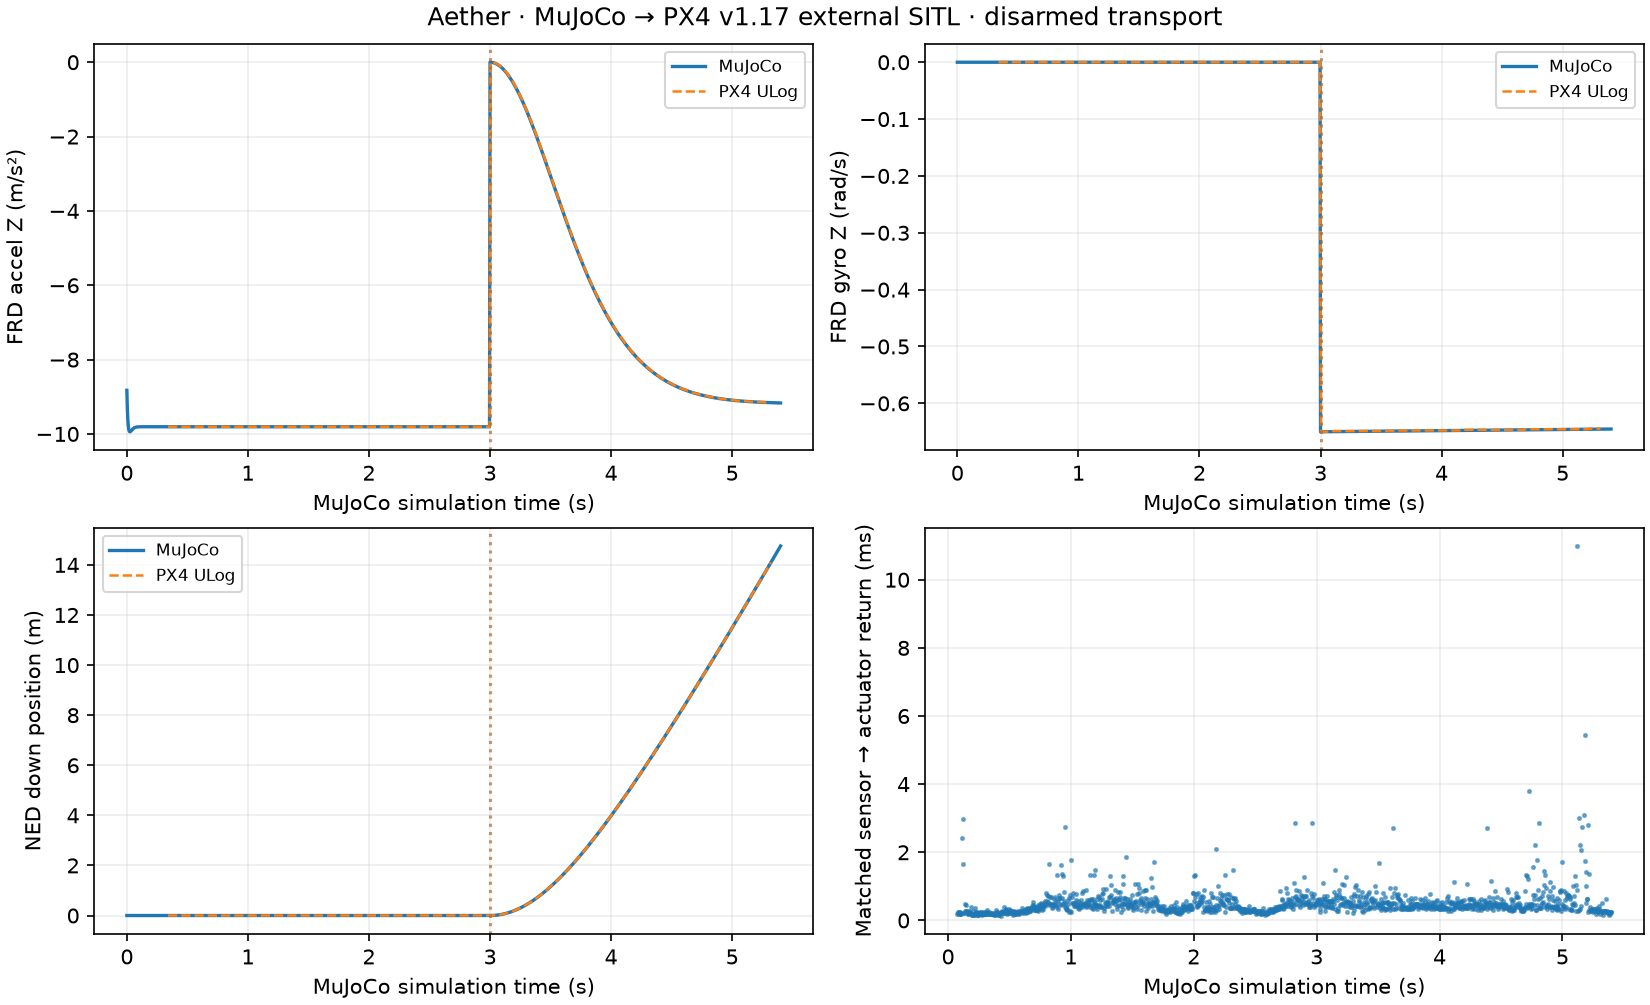 Aether · MuJoCo → PX4 v1.17 external SITL · disarmed transport
FRD accel Z (m/s²)
0
−2
−4
−6
−8
−10
MuJoCo
PX4 ULog
0 1 2 3 4 5
MuJoCo simulation time (s)
FRD gyro Z (rad/s)
0.0
−0.1
−0.2
−0.3
−0.4
−0.5
−0.6
MuJoCo
PX4 ULog
0 1 2 3 4 5
MuJoCo simulation time (s)
NED down position (m)
14
12
10
8
6
4
2
0
MuJoCo
PX4 ULog
0 1 2 3 4 5
MuJoCo simulation time (s)
Matched sensor → actuator return (ms)
10
8
6
4
2
0
0 1 2 3 4 5
MuJoCo simulation time (s)